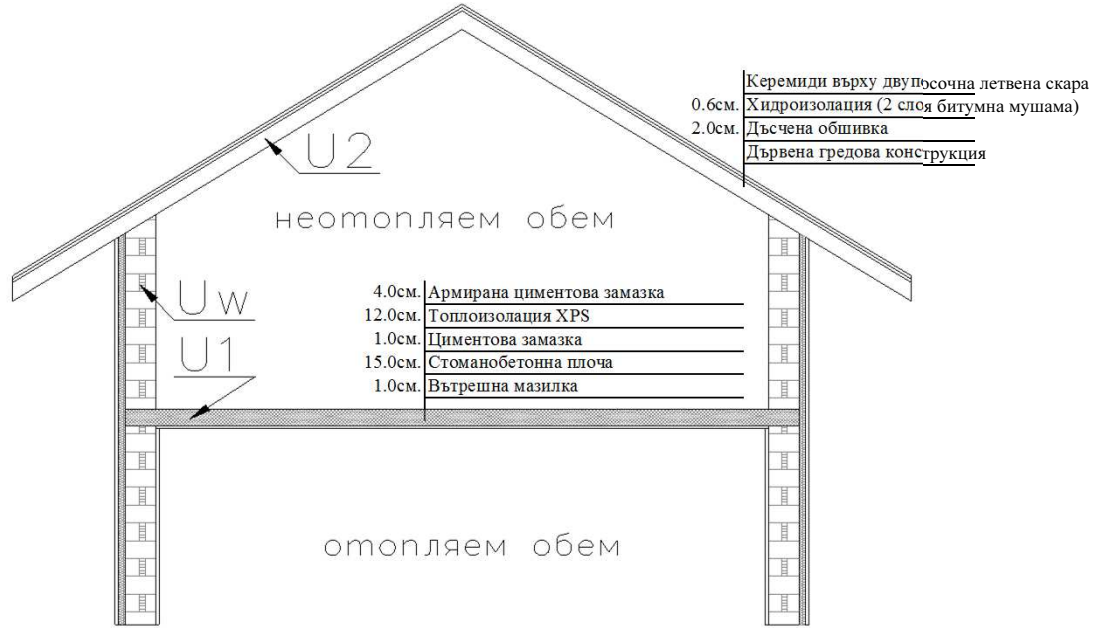 Керемиди върху двупосочна летвена скара
0.6см. Хидроизолация (2 слоя битумна мушама)
2.0см. Дъсчена обшивка
Дървена гредова конструкция
U2
неотопляем обем
Uw
4.0см. Армирана циментова замазка
12.0см. Топлоизолация XPS
U1
1.0см. Циментова замазка
15.0см. Стоманобетонна плоча
1.0см. Вътрешна мазилка
отопляем обем